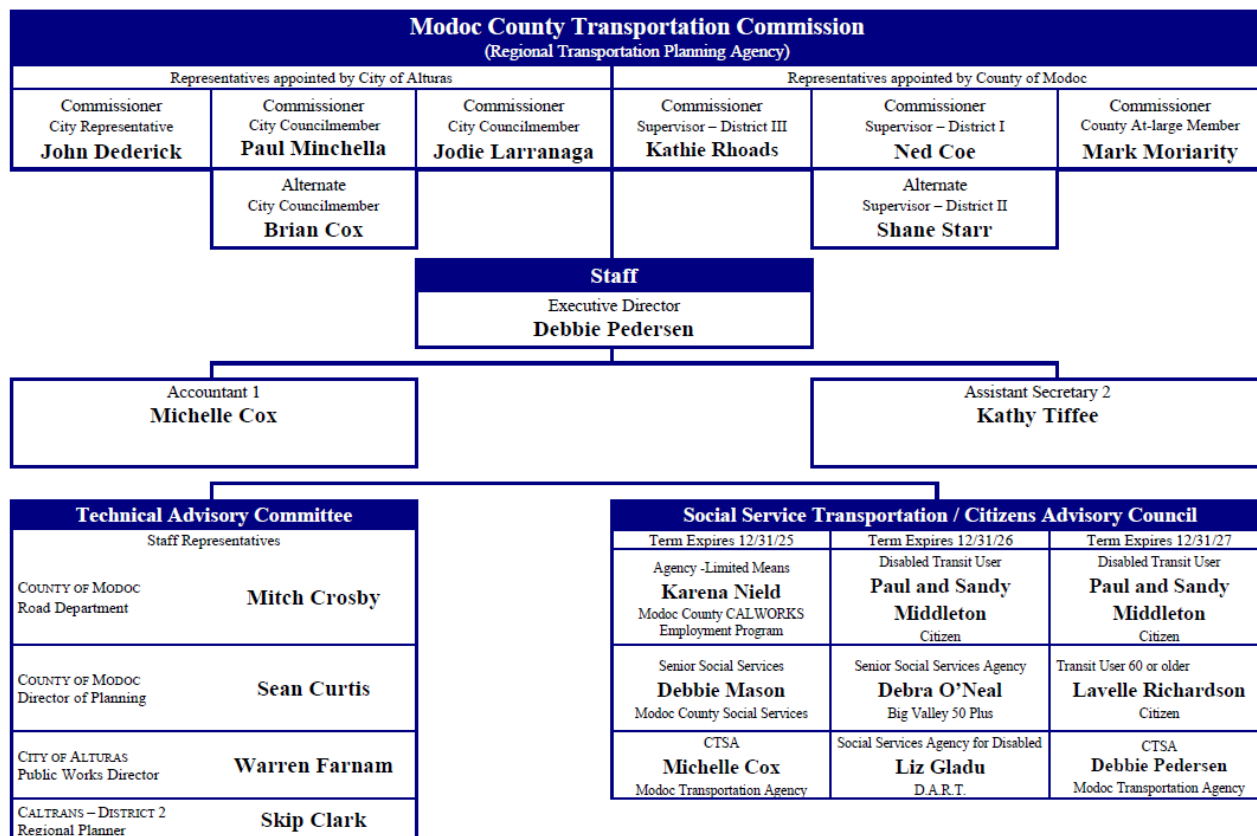 Modoc County Transportation Commission
(Regional Transportation Planning Agency)
Representatives appointed by City of Alturas
Representatives appointed by County of Modoc
Commissioner
City Representative
John Dederick
Commissioner
City Councilmember
Paul Minchella
Commissioner
City Councilmember
Jodie Larranaga
Commissioner
Supervisor – District III
Kathie Rhoads
Commissioner
Supervisor – District I
Ned Coe
Commissioner
County At-large Member
Mark Moriarity
Alternate
City Councilmember
Brian Cox
Alternate
Supervisor – District II
Shane Starr
Staff
Executive Director
Debbie Pedersen
Accountant 1
Michelle Cox
Assistant Secretary 2
Kathy Tiffee
Technical Advisory Committee
Staff Representatives
COUNTY OF MODOC
Road Department
Mitch Crosby
COUNTY OF MODOC
Director of Planning
Sean Curtis
CITY OF ALTURAS
Public Works Director
Warren Farnam
CALTRANS – DISTRICT 2
Regional Planner
Skip Clark
Social Service Transportation / Citizens Advisory Council
Term Expires 12/31/25
Term Expires 12/31/26
Term Expires 12/31/27
Agency -Limited Means
Karena Nield
Modoc County CALWORKS
Employment Program
Disabled Transit User
Paul and Sandy
Middleton
Citizen
Disabled Transit User
Paul and Sandy
Middleton
Citizen
Senior Social Services
Debbie Mason
Modoc County Social Services
Senior Social Services Agency
Debra O’Neal
Big Valley 50 Plus
Transit User 60 or older
Lavelle Richardson
Citizen
CTSA
Michelle Cox
Modoc Transportation Agency
Social Services Agency for Disabled
Liz Gladu
D.A.R.T.
CTSA
Debbie Pedersen
Modoc Transportation Agency